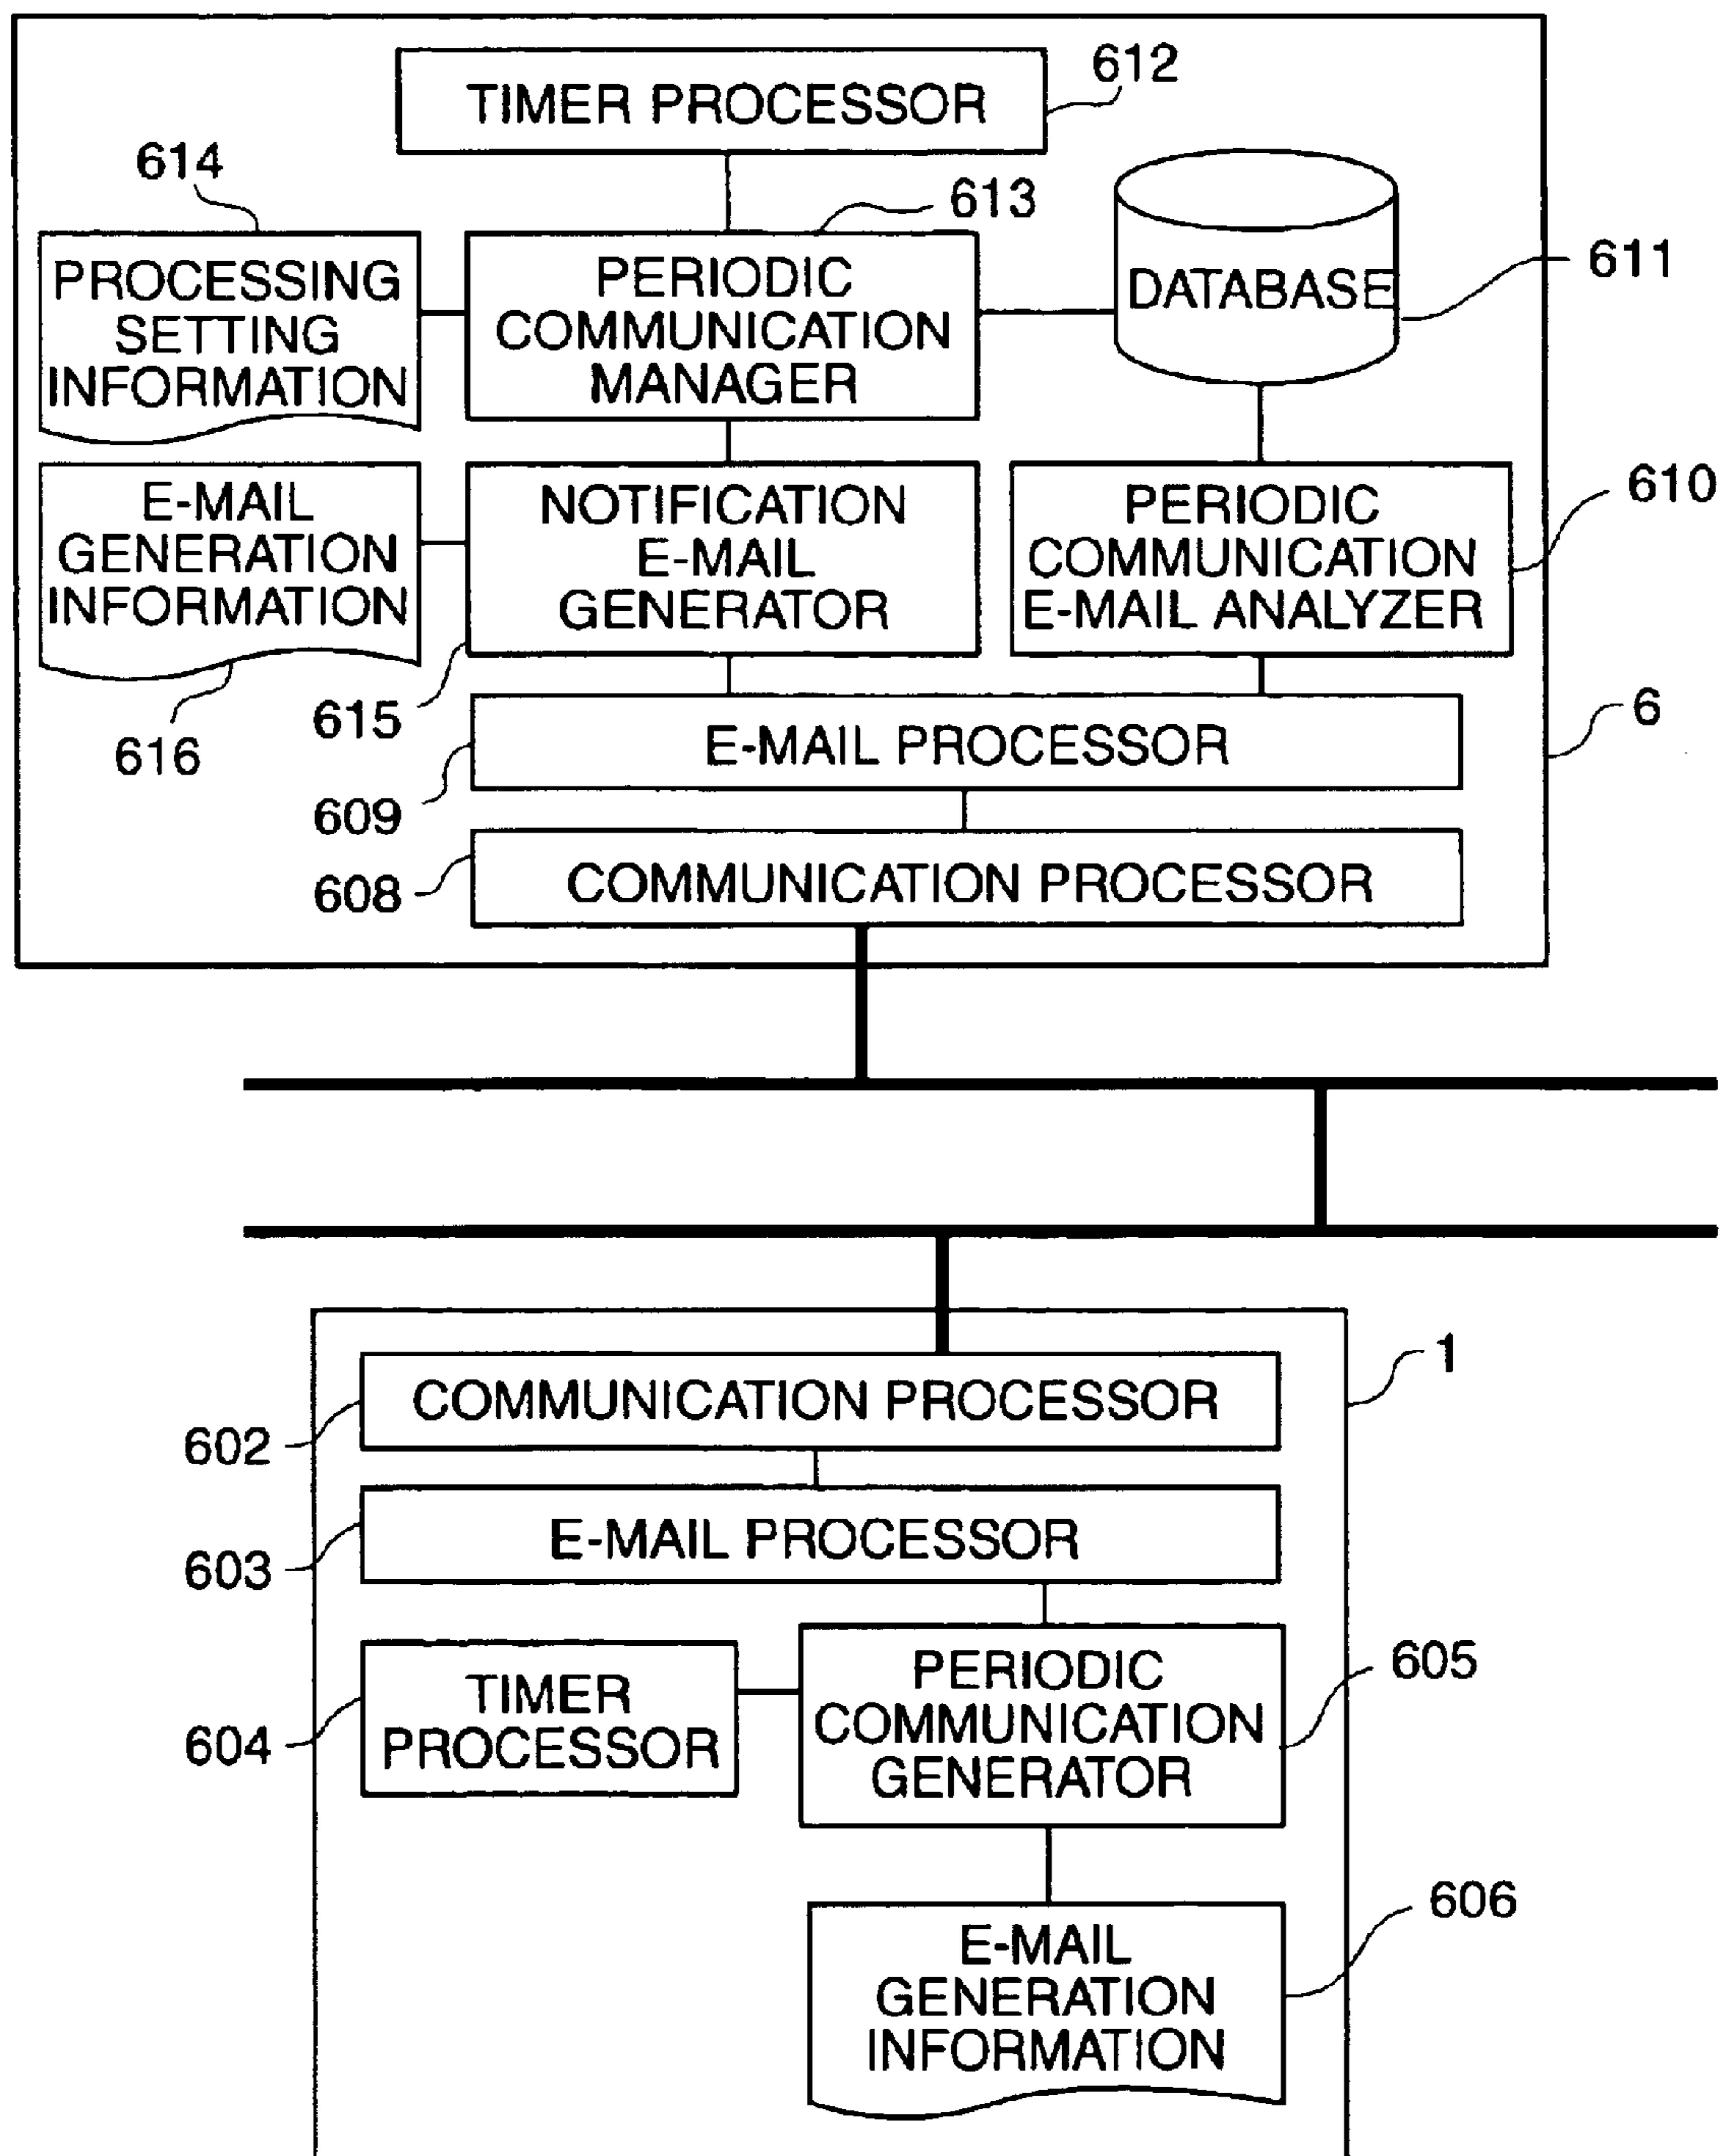 612
TIMER PROCESSOR
614
613
PROCESSING
SETTING
INFORMATION
PERIODIC
COMMUNICATION
MANAGER
DATABASE
611
E-MAIL
GENERATION
INFORMATION
NOTIFICATION
E-MAIL
GENERATOR
PERIODIC
COMMUNICATION
E-MAIL ANALYZER
610
616
615
E-MAIL PROCESSOR
6
609
COMMUNICATION PROCESSOR
608
1
COMMUNICATION PROCESSOR
602
E-MAIL PROCESSOR
603
TIMER
PROCESSOR
604
PERIODIC
COMMUNICATION
GENERATOR
605
E-MAIL
GENERATION
INFORMATION
606